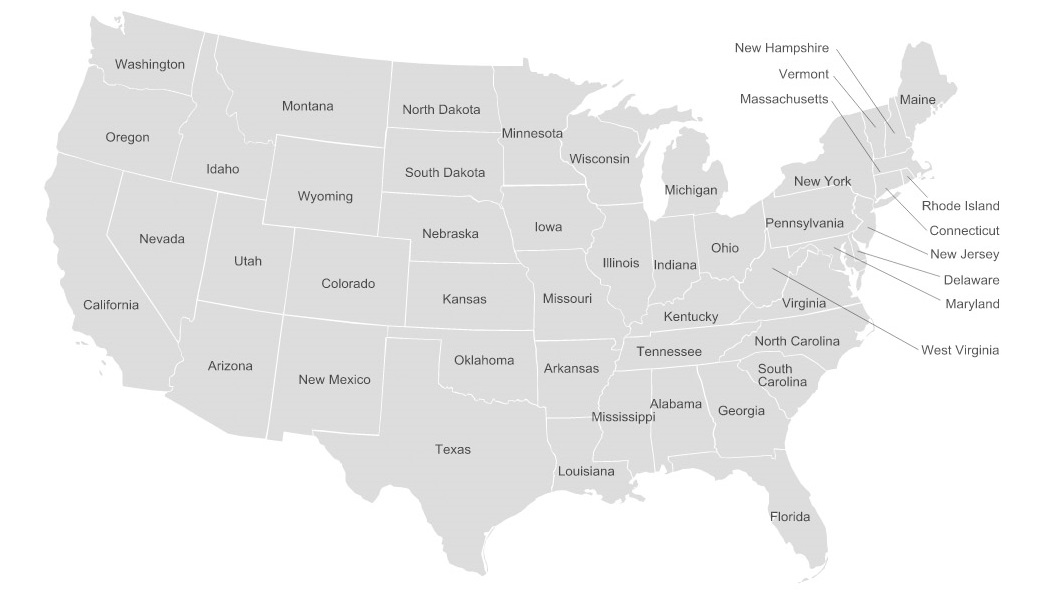 New Hampshire
Vermont
Massachusetts
Maine
Washington
Montana
North Dakota
Minnesota
Oregon
Idaho
Wisconsin
South Dakota
Wyoming
Michigan
New York
Rhode Island
Connecticut
New Jersey
Delaware
Maryland
West Virginia
Pennsylvania
Nebraska
Iowa
Nevada
Utah
Colorado
Illinois
Indiana
Ohio
California
Kansas
Missouri
Kentucky
Virginia
Arizona
New Mexico
Oklahoma
Arkansas
Tennessee
North Carolina
South
Carolina
Mississippi
Alabama
Georgia
Texas
Louisiana
Florida